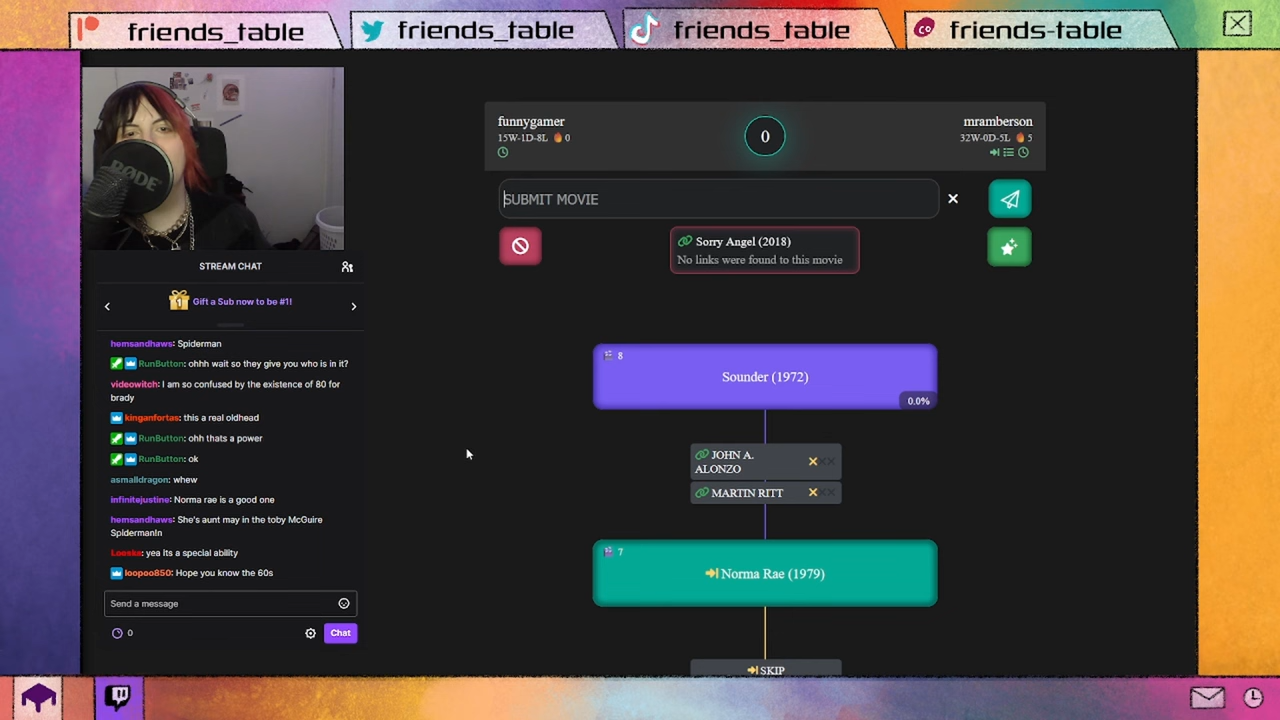 friends_table
friends_table
friends_table
friends-table
RØDE
STREAM CHAT
1
Gift a Sub now to be #1!
hemsandhaws: Spiderman
RunButton: ohhh wait so they give you who is in it?
videowitch: I am so confused by the existence of 80 for
brady
kinganfortas: this a real oldhead
RunButton: ohh thats a power
RunButton: ok
asmalldragon: whew
infinitejustine: Norma rae is a good one
hemsandhaws: She's aunt may in the toby McGuire
SpidermanIn
Loeske: yea its a special ability
loopoo850: Hope you know the 60s
Send a message
0
Chat
funnygamer
15W-1D-8L 0
0
mramberson
32W-0D-5L 5
SUBMIT MOVIE
Sorry Angel (2018)
No links were found to this movie
8
Sounder (1972)
0.0%
JOHN A.
ALONZO
MARTIN RITT
7
Norma Rae (1979)
SKIP